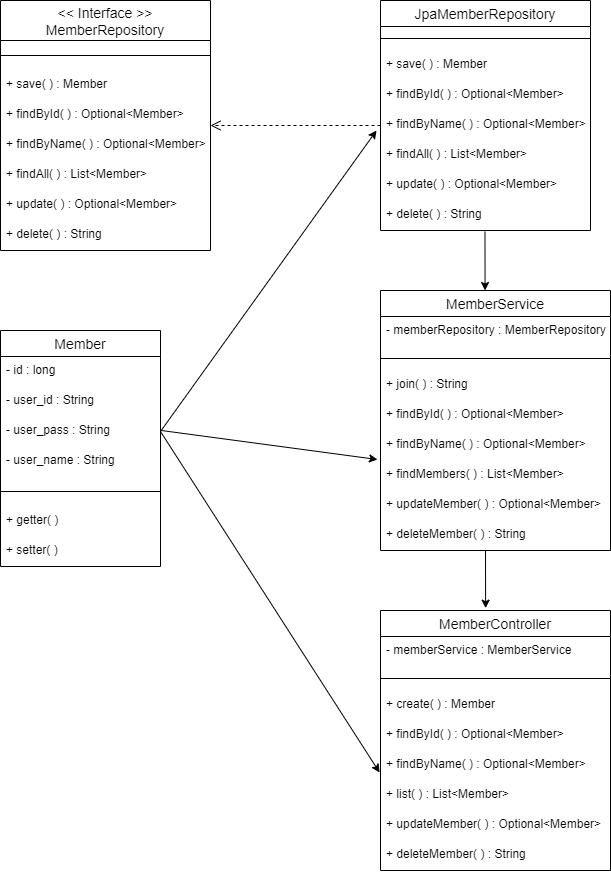 << Interface >>
MemberRepository
+ save( ) : Member
+ findById( ) : Optional<Member>
+ findByName( ) : Optional<Member>
+ findAll( ) : List<Member>
+ update( ) : Optional<Member>
+ delete( ) : String
JpaMemberRepository
+ save( ) : Member
+ findById( ) : Optional<Member>
+ findByName( ) : Optional<Member>
+ findAll( ) : List<Member>
+ update( ) : Optional<Member>
+ delete( ) : String
Member
- id : long
- user_id : String
- user_pass : String
- user_name : String
+ getter( )
+ setter( )
MemberService
- memberRepository : MemberRepository
+ join( ) : String
+ findById( ) : Optional<Member>
+ findByName( ) : Optional<Member>
+ findMembers( ) : List<Member>
+ updateMember( ) : Optional<Member>
+ deleteMember( ) : String
MemberController
- memberService : MemberService
+ create( ) : Member
+ findById( ) : Optional<Member>
+ findByName( ) : Optional<Member>
+ list( ) : List<Member>
+ updateMember( ) : Optional<Member>
+ deleteMember( ) : String